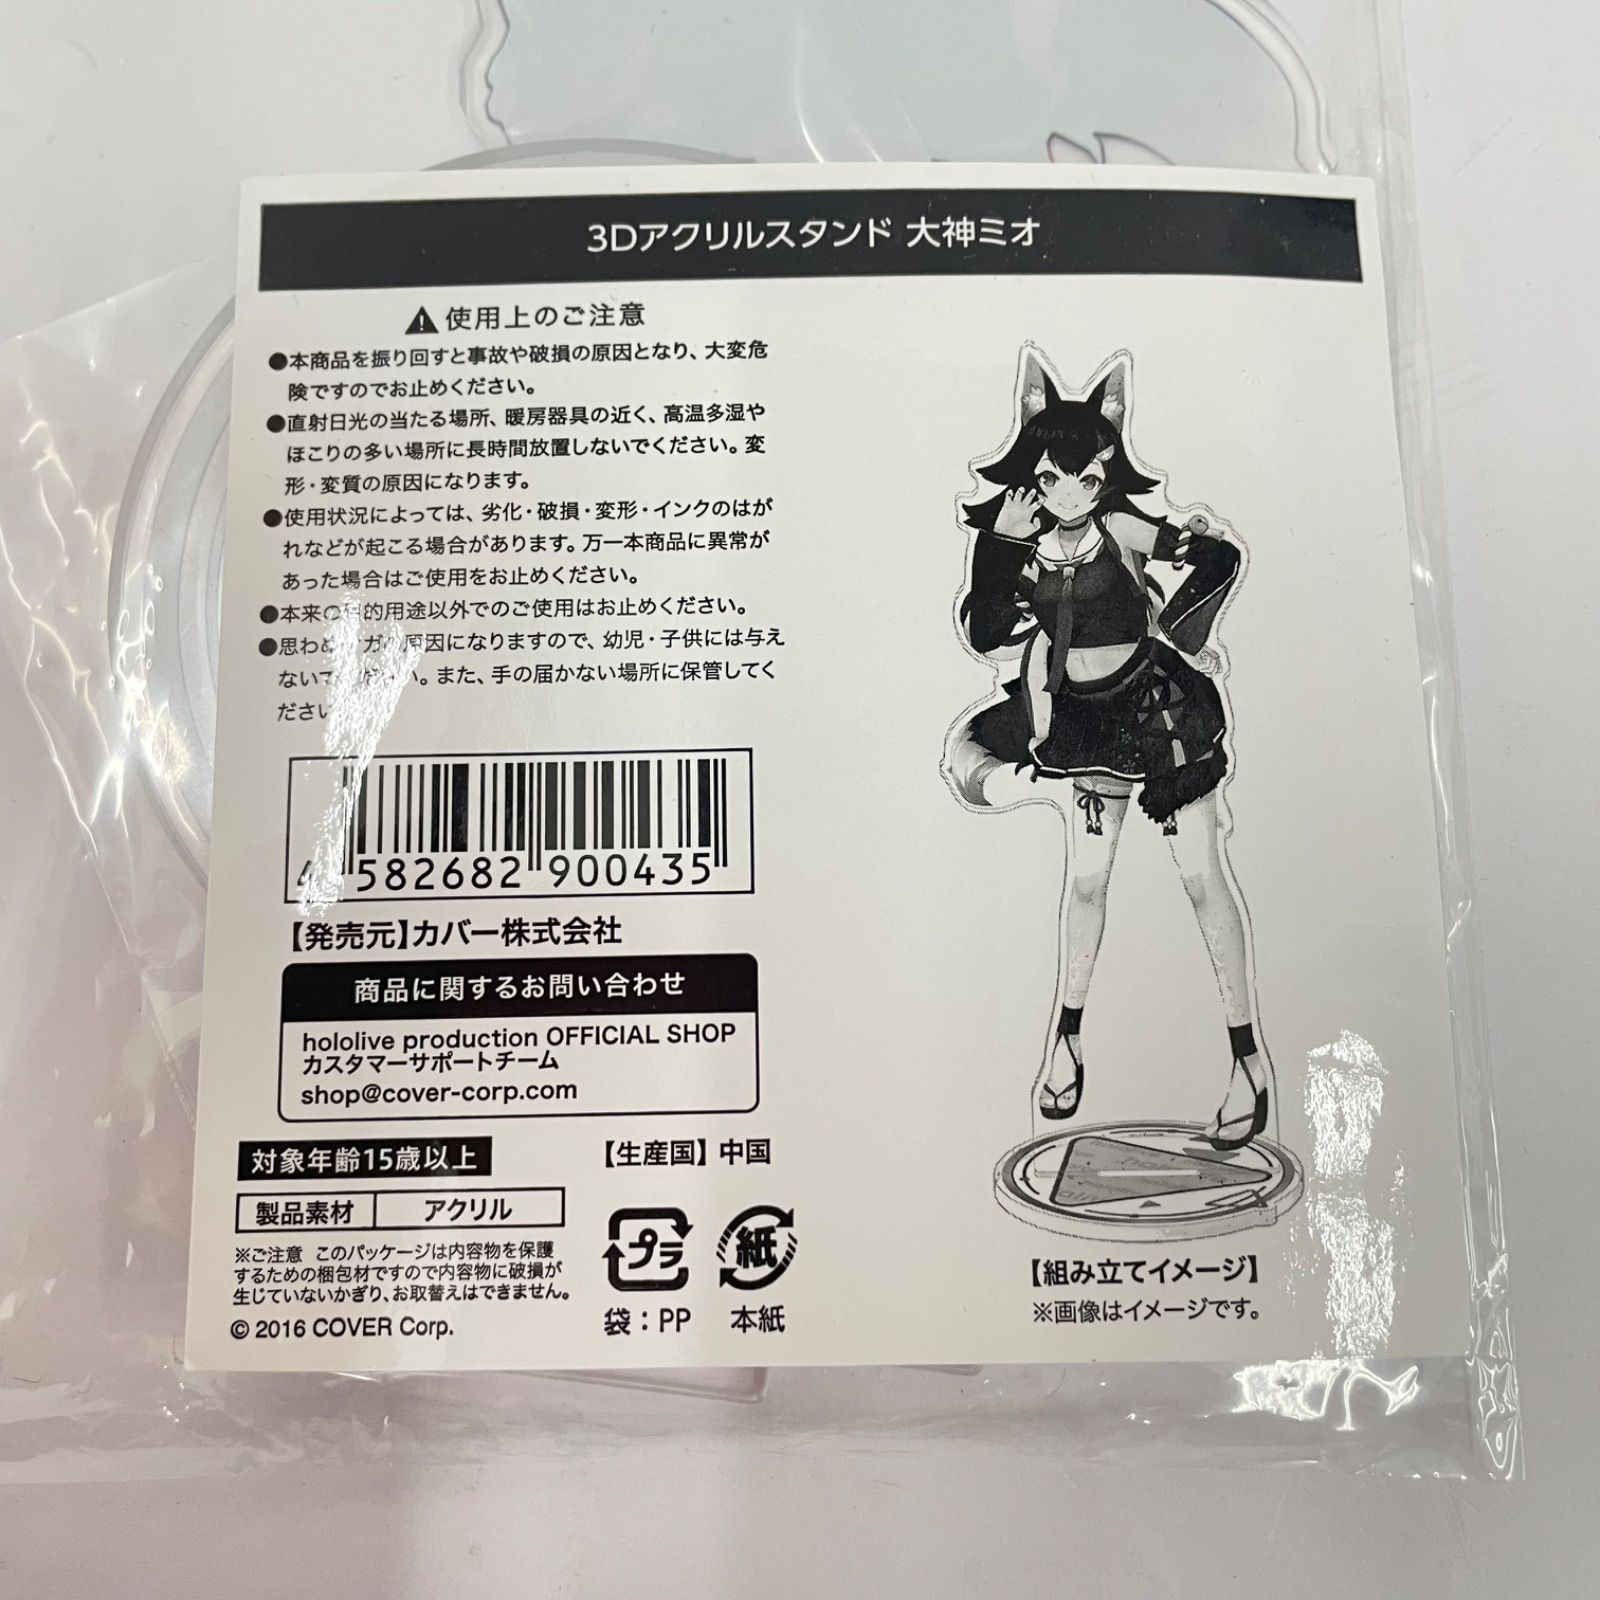 3Dアクリルスタンド 大神ミオ
使用上のご注意
●本商品を振り回すと事故や破損の原因となり、大変危
険ですのでお止めください。
●直射日光の当たる場所、暖房器具の近く、高温多湿や
ほこりの多い場所に長時間放置しないでください。変
形・変質の原因になります。
●使用状況によっては、劣化・破損・変形・インクのはが
れなどが起こる場合があります。万一本商品に異常が
あった場合はご使用をお止めください。
●本来の目的用途以外でのご使用はお止めください。
●思わぬ ガの原因になりますので、幼児・子供には与え
ないで ださい。また、手の届かない場所に保管してく
ださい
4 582682 900435
【発売元】カバー株式会社
商品に関するお問い合わせ
hololive production OFFICIAL SHOP
カスタマーサポートチーム
shop@cover-corp.com
対象年齢15歳以上
【生産国】中国
製品素材 アクリル
※ご注意 このパッケージは内容物を保護
するための梱包材ですので内容物に破損が
生じていないかぎり、お取替えはできません。
© 2016 COVER Corp.
プラ
紙
袋：PP
本紙
【組み立てイメージ】
※画像はイメージです。